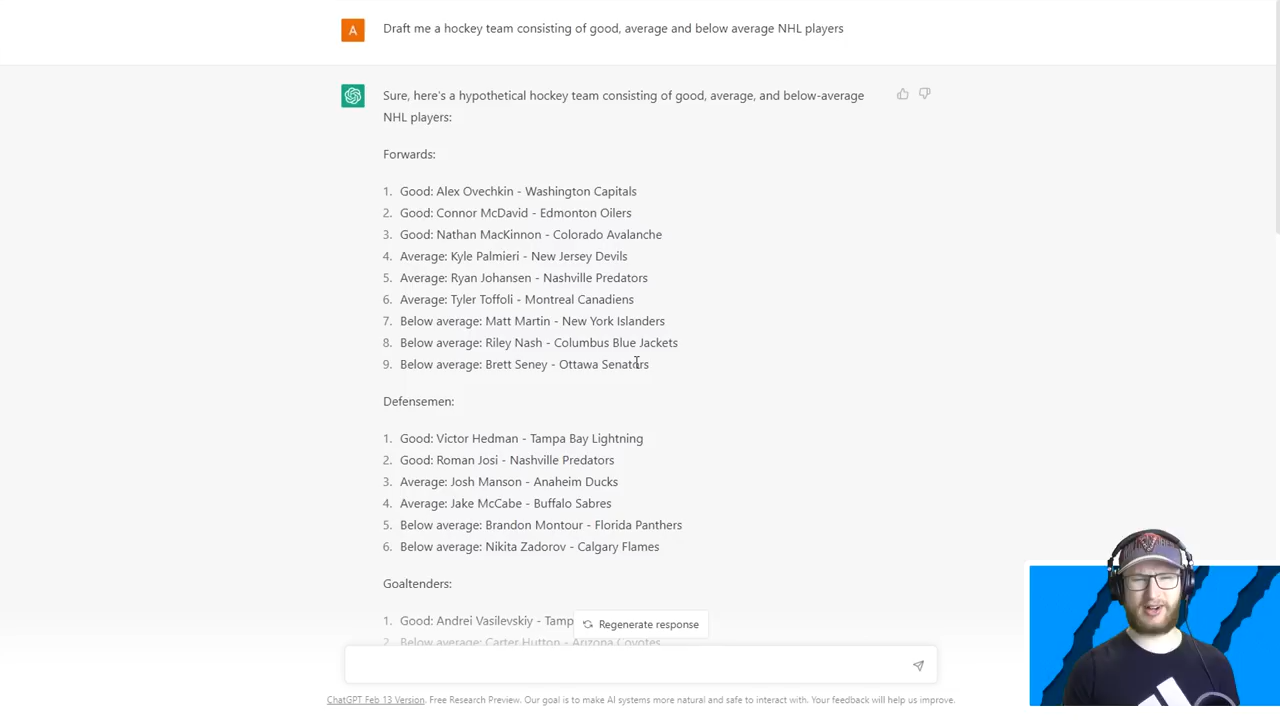 A
Draft me a hockey team consisting of good, average and below average NHL players
Sure, here's a hypothetical hockey team consisting of good, average, and below-average
NHL players:
Forwards:
1. Good: Alex Ovechkin - Washington Capitals
2. Good: Connor McDavid - Edmonton Oilers
3. Good: Nathan MacKinnon - Colorado Avalanche
4. Average: Kyle Palmieri - New Jersey Devils
5. Average: Ryan Johansen - Nashville Predators
6. Average: Tyler Toffoli - Montreal Canadiens
7. Below average: Matt Martin - New York Islanders
8. Below average: Riley Nash - Columbus Blue Jackets
9. Below average: Brett Seney - Ottawa Senators
Defensemen:
1. Good: Victor Hedman - Tampa Bay Lightning
2. Good: Roman Josi - Nashville Predators
3. Average: Josh Manson - Anaheim Ducks
4. Average: Jake McCabe - Buffalo Sabres
5. Below average: Brandon Montour - Florida Panthers
6. Below average: Nikita Zadorov - Calgary Flames
Goaltenders:
1. Good: Andrei Vasilevskiy - Tamp
Regenerate response
2. Below average: Carter Hutton - Arizona Coyotes
ChatGPT Feb 13 Version. Free Research Preview. Our goal is to make AI systems more natural and safe to interact with. Your feedback will help us improve.